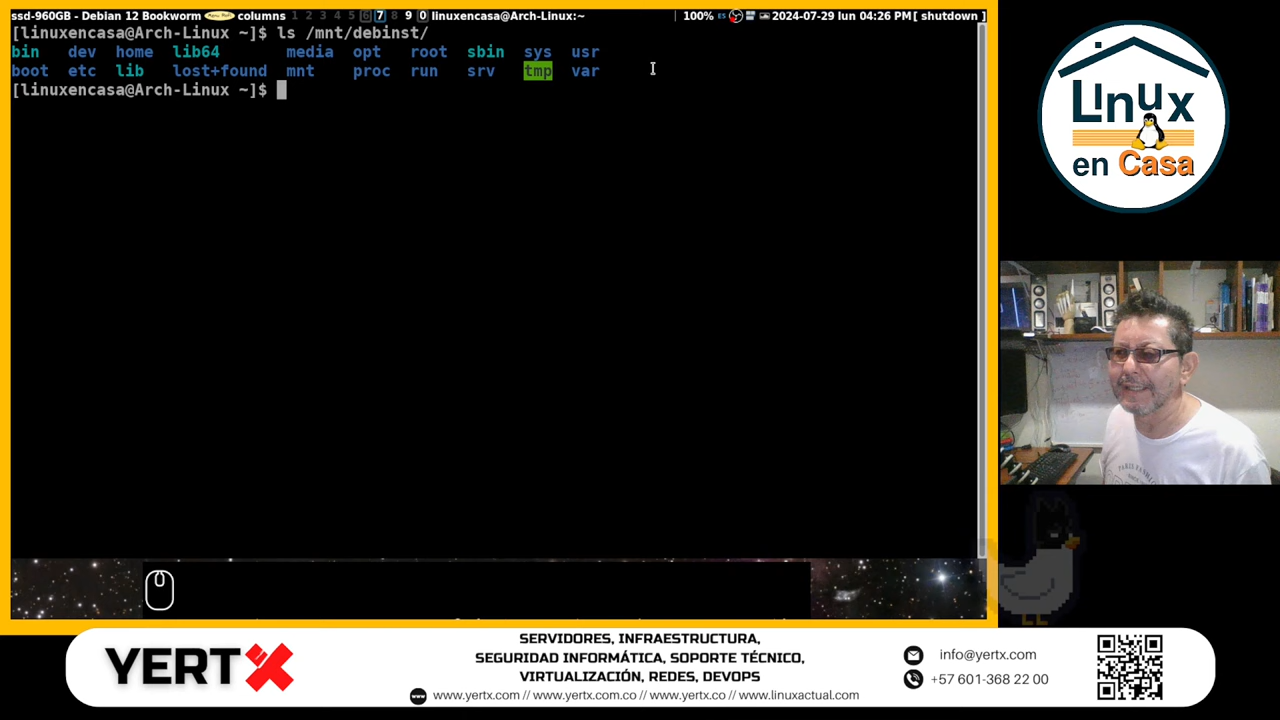 ssd-960GB - Debian 12 Bookworm columns 1 2 3 4 5 6 7 8 9 0 linuxencasa@Arch-Linux:~ 100% ES 2024-07-29 lun 04:26 PM[ shutdown ]
[linuxencasa@Arch-Linux ~]$ ls /mnt/debinst/
bin dev home lib64 media opt root sbin sys usr
boot etc lib lost+found mnt proc run srv tmp var
[linuxencasa@Arch-Linux ~]$
Linux
en Casa
YERTX
SERVIDORES, INFRAESTRUCTURA,
SEGURIDAD INFORMÁTICA, SOPORTE TÉCNICO,
VIRTUALIZACIÓN, REDES, DEVOPS
www.yertx.com // www.yertx.com.co // www.yertx.co // www.linuxactual.com
info@yertx.com
+57 601-368 22 00